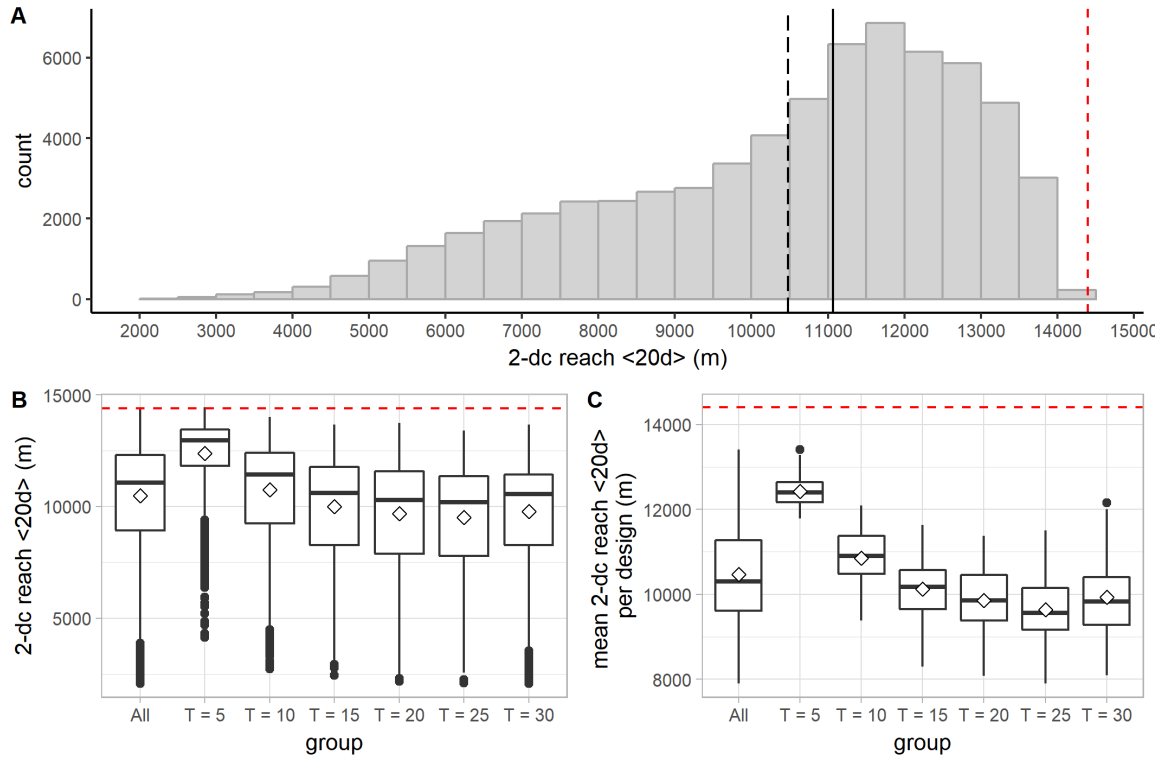 A
6000
4000
2000
0
count
2000 3000 4000 5000 6000 7000 8000 9000 10000 11000 12000 13000 14000 15000
2-dc reach <20d> (m)
B
15000
10000
5000
2-dc reach <20d> (m)
All T = 5 T = 10 T = 15 T = 20 T = 25 T = 30
group
C
14000
12000
10000
8000
mean 2-dc reach <20d>
per design (m)
All T = 5 T = 10 T = 15 T = 20 T = 25 T = 30
group